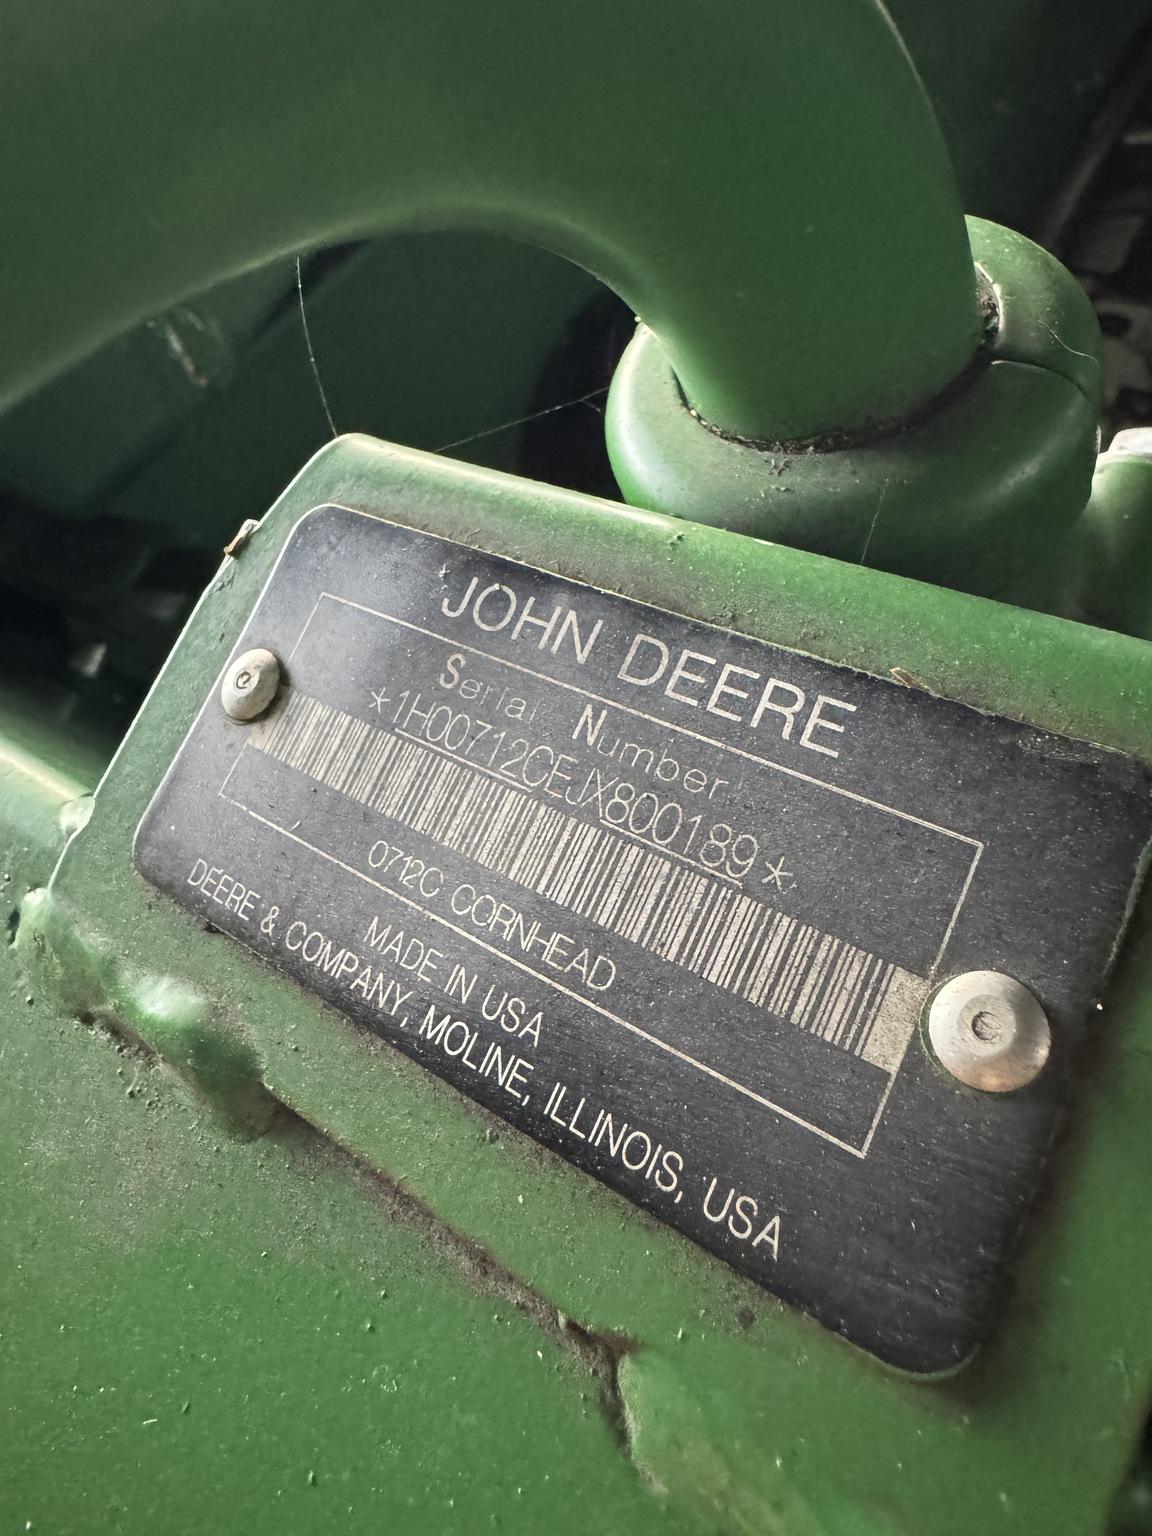 JOHN DEERE
Serial Number
*1H00712CEJX800189*
0712C CORNHEAD
MADE IN USA
DEERE & COMPANY, MOLINE, ILLINOIS, USA